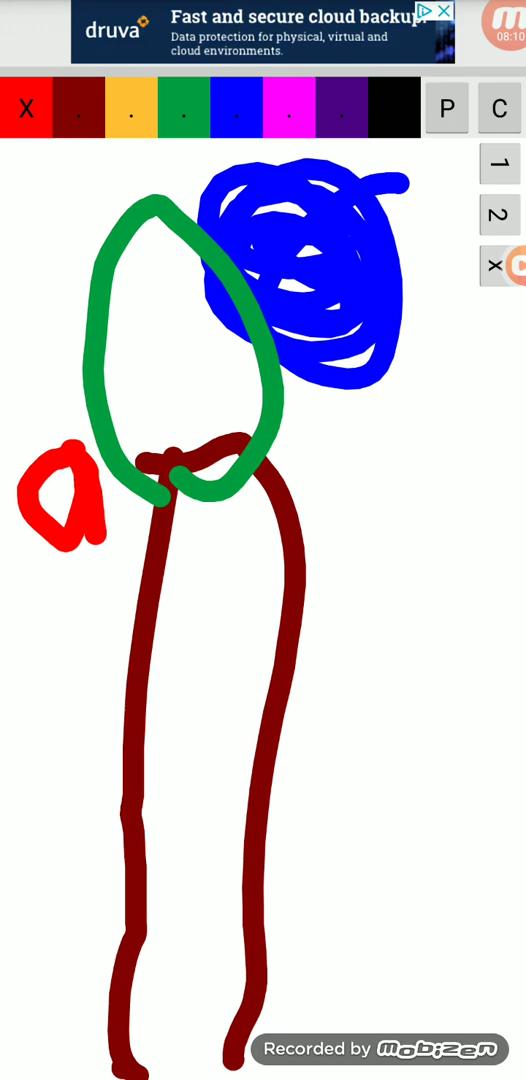 druva
Fast and secure cloud backup.
Data protection for physical, virtual and
cloud environments.
08:10
X . . . . . . P C
1
2
x
a
Recorded by mobizen